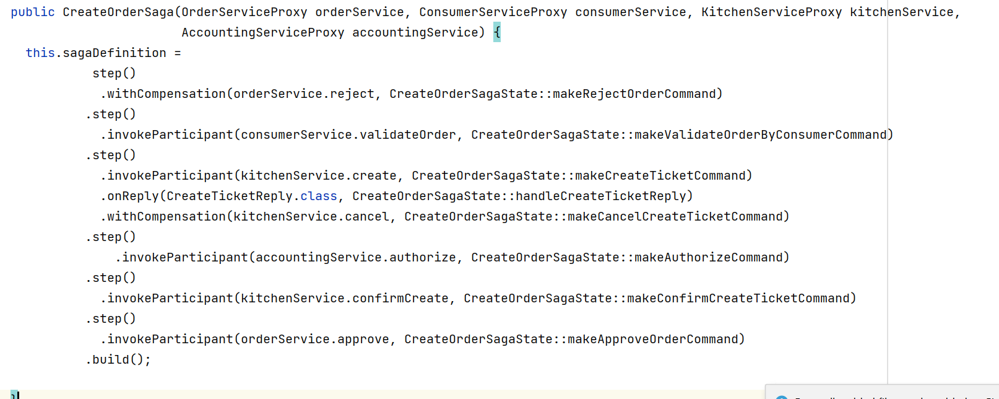 public CreateOrderSaga(OrderServiceProxy orderService, ConsumerServiceProxy consumerService, KitchenServiceProxy kitchenService,
AccountingServiceProxy accountingService) {
this.sagaDefinition =
step()
.withCompensation(orderService.reject, CreateOrderSagaState::makeRejectOrderCommand)
.step()
.invokeParticipant(consumerService.validateOrder, CreateOrderSagaState::makeValidateOrderByConsumerCommand)
.step()
.invokeParticipant(kitchenService.create, CreateOrderSagaState::makeCreateTicketCommand)
.onReply(CreateTicketReply.class, CreateOrderSagaState::handleCreateTicketReply)
.withCompensation(kitchenService.cancel, CreateOrderSagaState::makeCancelCreateTicketCommand)
.step()
.invokeParticipant(accountingService.authorize, CreateOrderSagaState::makeAuthorizeCommand)
.step()
.invokeParticipant(kitchenService.confirmCreate, CreateOrderSagaState::makeConfirmCreateTicketCommand)
.step()
.invokeParticipant(orderService.approve, CreateOrderSagaState::makeApproveOrderCommand)
.build();
}